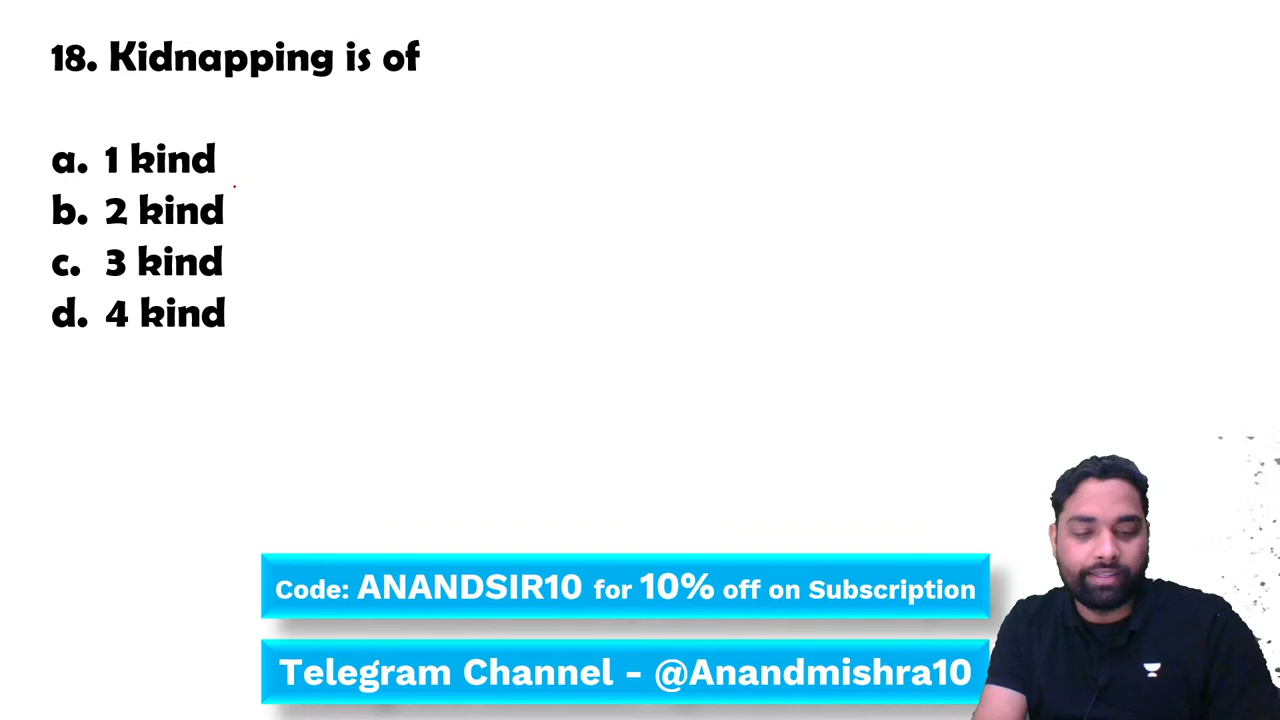 18. Kidnapping is of
a. 1 kind
b. 2 kind
c. 3 kind
d. 4 kind
Code: ANANDSIR10 for 10% off on Subscription
Telegram Channel - @Anandmishra10